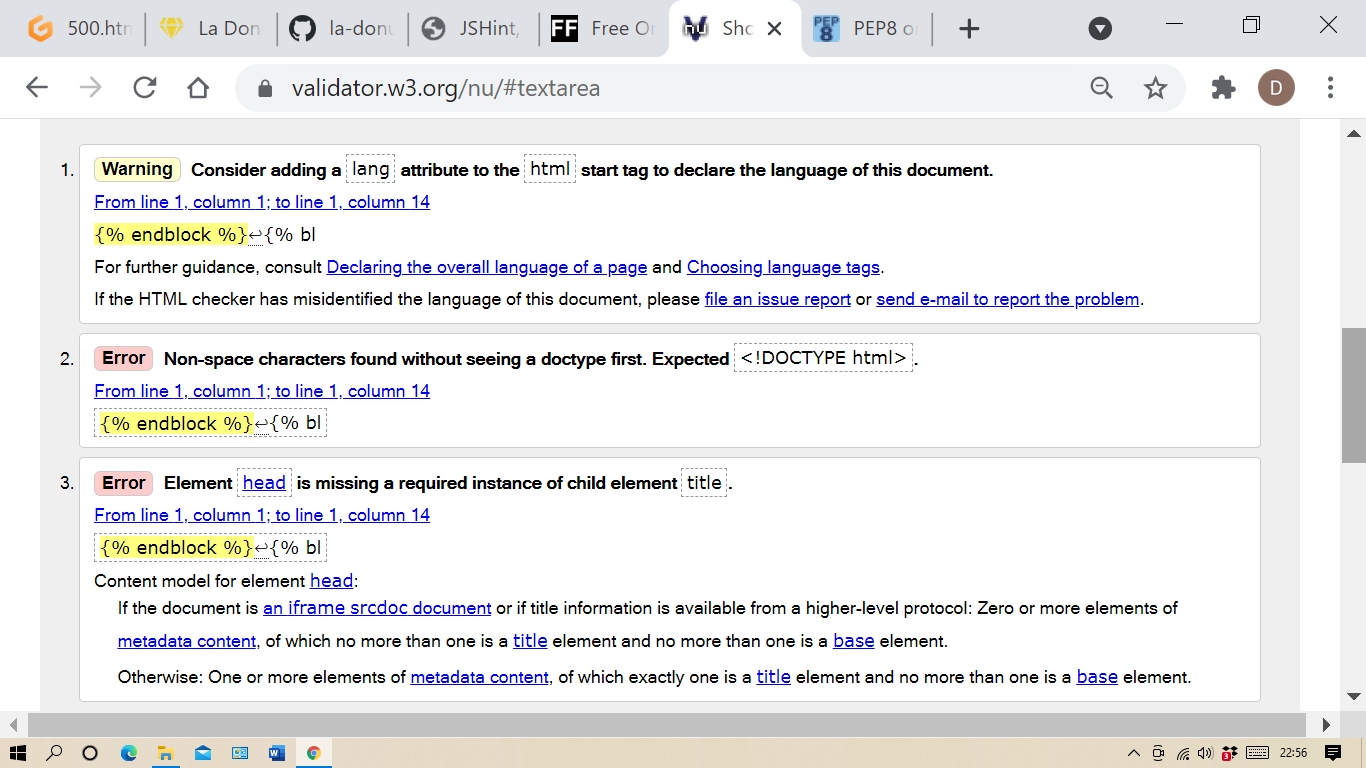 500.htm
La Don
la-donu
JSHint,
FF
Free Or
nu
Sho
PEP 8
PEP8 o
validator.w3.org/nu/#textarea
D
1. Warning Consider adding a lang attribute to the html start tag to declare the language of this document.
From line 1, column 1; to line 1, column 14
{% endblock %}↩{% bl
For further guidance, consult Declaring the overall language of a page and Choosing language tags.
If the HTML checker has misidentified the language of this document, please file an issue report or send e-mail to report the problem.
2. Error Non-space characters found without seeing a doctype first. Expected <!DOCTYPE html>.
From line 1, column 1; to line 1, column 14
{% endblock %}↩{% bl
3. Error Element head is missing a required instance of child element title.
From line 1, column 1; to line 1, column 14
{% endblock %}↩{% bl
Content model for element head:
If the document is an iframe srcdoc document or if title information is available from a higher-level protocol: Zero or more elements of
metadata content, of which no more than one is a title element and no more than one is a base element.
Otherwise: One or more elements of metadata content, of which exactly one is a title element and no more than one is a base element.
22:56